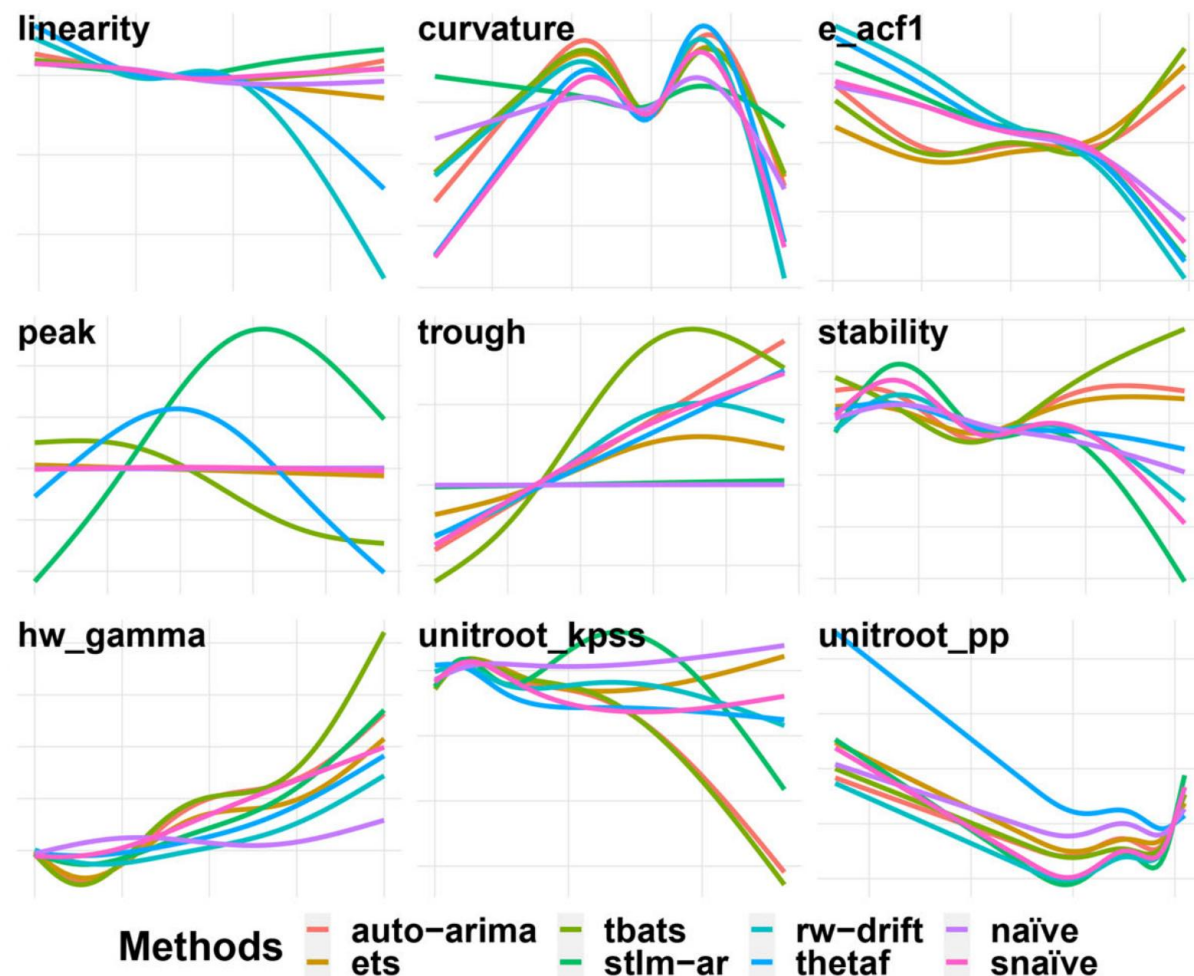 linearity curvature e_acf1
peak trough stability
hw_gamma unitroot_kpss unitroot_pp
Methods auto−arima tbats rw−drift naïve
ets stlm−ar thetaf snaïve